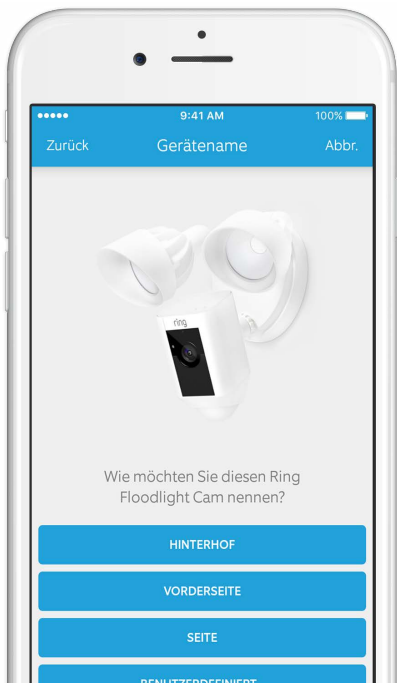 9:41 AM
100%
Zurück
Gerätename
Abbr.
ring
Wie möchten Sie diesen Ring
Floodlight Cam nennen?
HINTERHOF
VORDERSEITE
SEITE
BENUTZERDEFINIERT